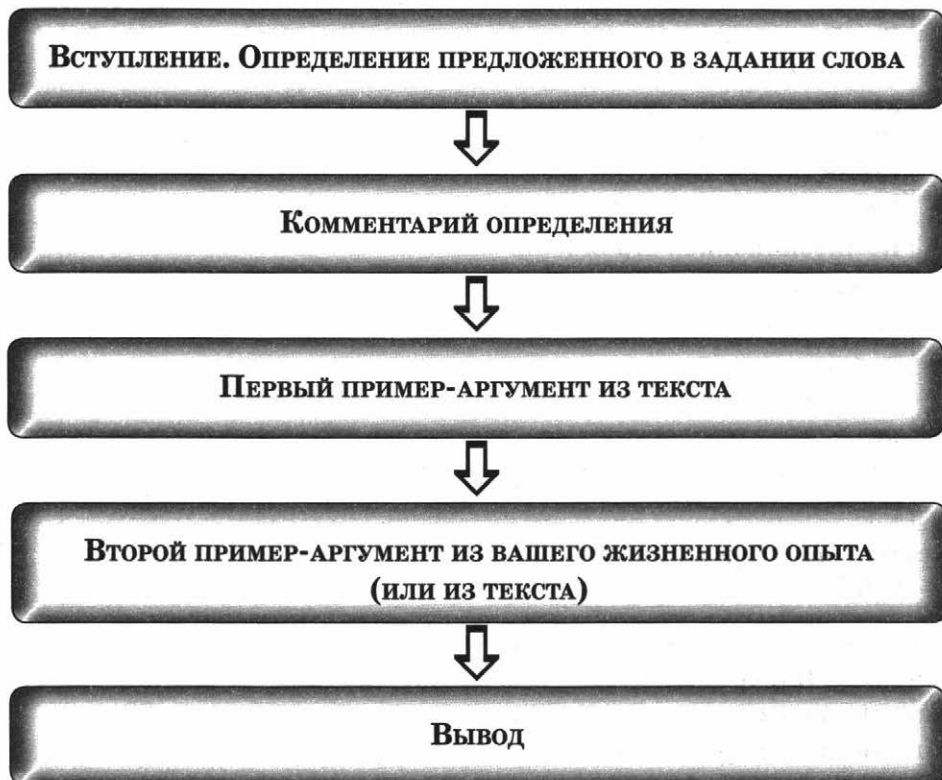 Вступление. Определение предложенного в задании слова
Комментарий определения
Первый пример-аргумент из текста
Второй пример-аргумент из вашего жизненного опыта
(или из текста)
Вывод